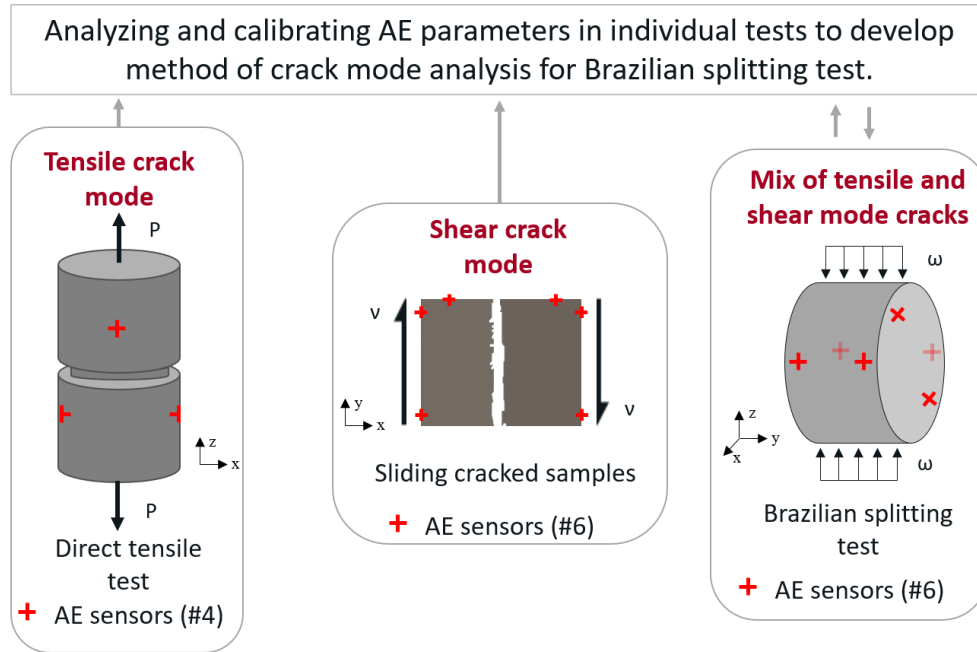 Analyzing and calibrating AE parameters in individual tests to develop
method of crack mode analysis for Brazilian splitting test.
Tensile crack
mode
P
z
x
P
Direct tensile
test
AE sensors (#4)
Shear crack
mode
ν
ν
y
x
Sliding cracked samples
AE sensors (#6)
Mix of tensile and
shear mode cracks
ω
z
y
x
ω
Brazilian splitting
test
AE sensors (#6)